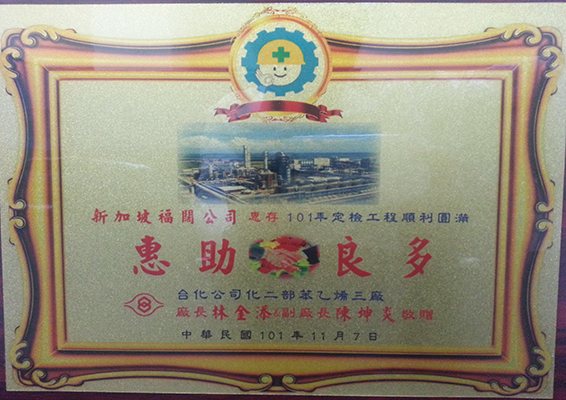 新加坡福闊公司 惠存 101年定檢工程順利圓滿
惠助良多
台化公司化二部苯乙烯三廠
廠長林金添&副廠長陳坤炎敬贈
中華民國101年11月7日